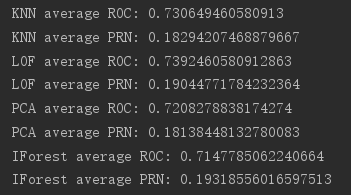 KNN average ROC: 0.730649460580913
KNN average PRN: 0.18294207468879667
LOF average ROC: 0.7392460580912863
LOF average PRN: 0.19044771784232364
PCA average ROC: 0.7208278838174274
PCA average PRN: 0.18138448132780083
IForest average ROC: 0.7147785062240664
IForest average PRN: 0.19318556016597513